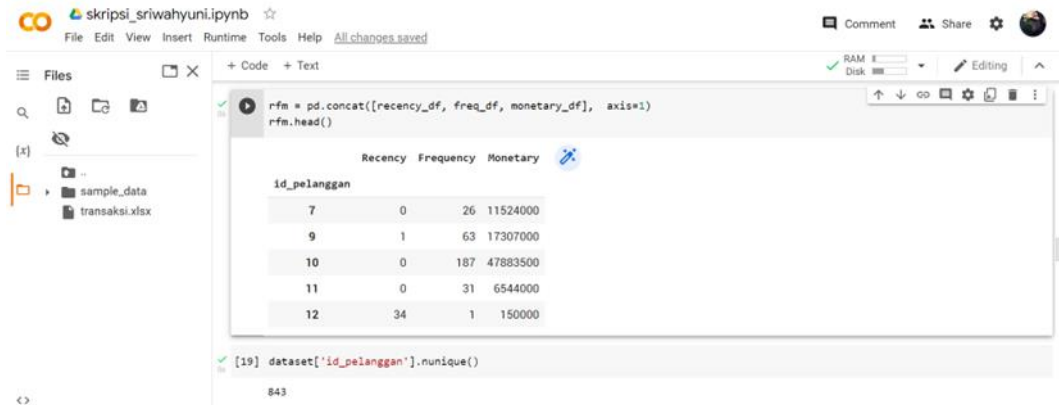 CO
skripsi_sriwahyuni.ipynb
File Edit View Insert Runtime Tools Help All changes saved
Comment Share
Files
+ Code + Text
RAM
Disk
Editing
{x}
..
sample_data
transaksi.xlsx
rfm = pd.concat([recency_df, freq_df, monetary_df], axis=1)
rfm.head()
Recency Frequency Monetary
id_pelanggan
7 0 26 11524000
9 1 63 17307000
10 0 187 47883500
11 0 31 6544000
12 34 1 150000
[19] dataset['id_pelanggan'].nunique()
843
<>